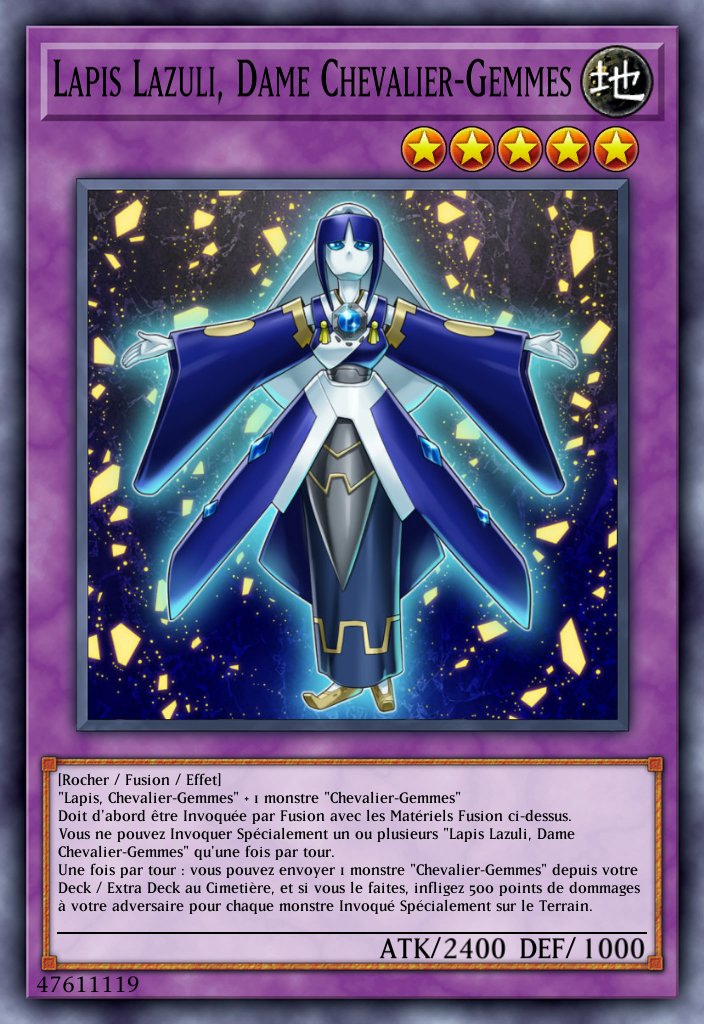 Lapis Lazuli, Dame Chevalier-Gemmes
地
[Rocher / Fusion / Effet]
"Lapis, Chevalier-Gemmes" + 1 monstre "Chevalier-Gemmes"
Doit d'abord être Invoquée par Fusion avec les Matériels Fusion ci-dessus.
Vous ne pouvez Invoquer Spécialement un ou plusieurs "Lapis Lazuli, Dame
Chevalier-Gemmes" qu'une fois par tour.
Une fois par tour : vous pouvez envoyer 1 monstre "Chevalier-Gemmes" depuis votre
Deck / Extra Deck au Cimetière, et si vous le faites, infligez 500 points de dommages
à votre adversaire pour chaque monstre Invoqué Spécialement sur le Terrain.
ATK/2400 DEF/1000
47611119